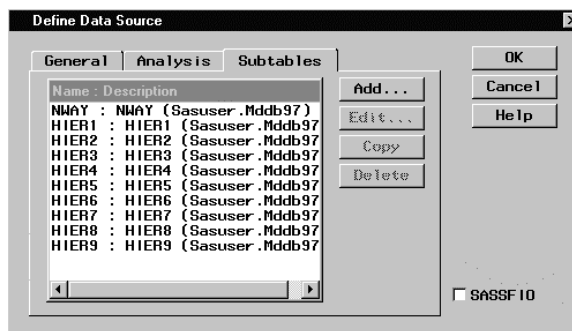 Define Data Source
General Analysis Subtables
Name : Description
NWAY : NWAY (Sasuser.Mddb97)
HIER1 : HIER1 (Sasuser.Mddb97
HIER2 : HIER2 (Sasuser.Mddb97
HIER3 : HIER3 (Sasuser.Mddb97
HIER4 : HIER4 (Sasuser.Mddb97
HIER5 : HIER5 (Sasuser.Mddb97
HIER6 : HIER6 (Sasuser.Mddb97
HIER7 : HIER7 (Sasuser.Mddb97
HIER8 : HIER8 (Sasuser.Mddb97
HIER9 : HIER9 (Sasuser.Mddb97
Add...
Edit...
Copy
Delete
OK
Cancel
Help
SASSFIO